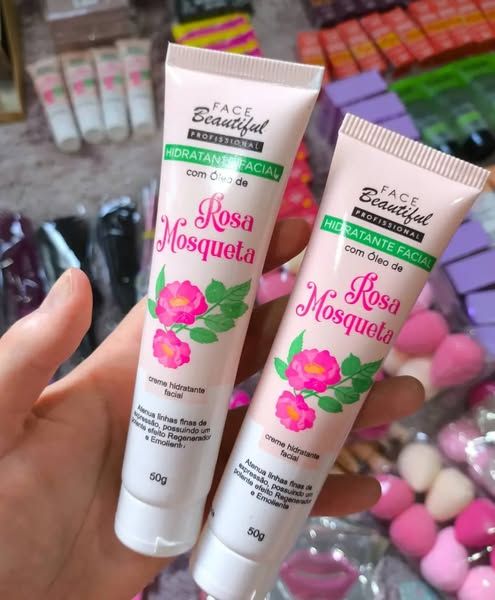 FACE
Beautiful
PROFISSIONAL
HIDRATANTE FACIAL
com Óleo de
Rosa
Mosqueta
creme hidratante
facial
Atenua linhas finas de
expressão, possuindo um
potente efeito Regenerador
e Emoliente
50g
FACE
Beautiful
PROFISSIONAL
HIDRATANTE FACIAL
com Óleo de
Rosa
Mosqueta
creme hidratante
facial
Atenua linhas finas de
expressão, possuindo um
potente efeito Regenerador
e Emoliente
50g